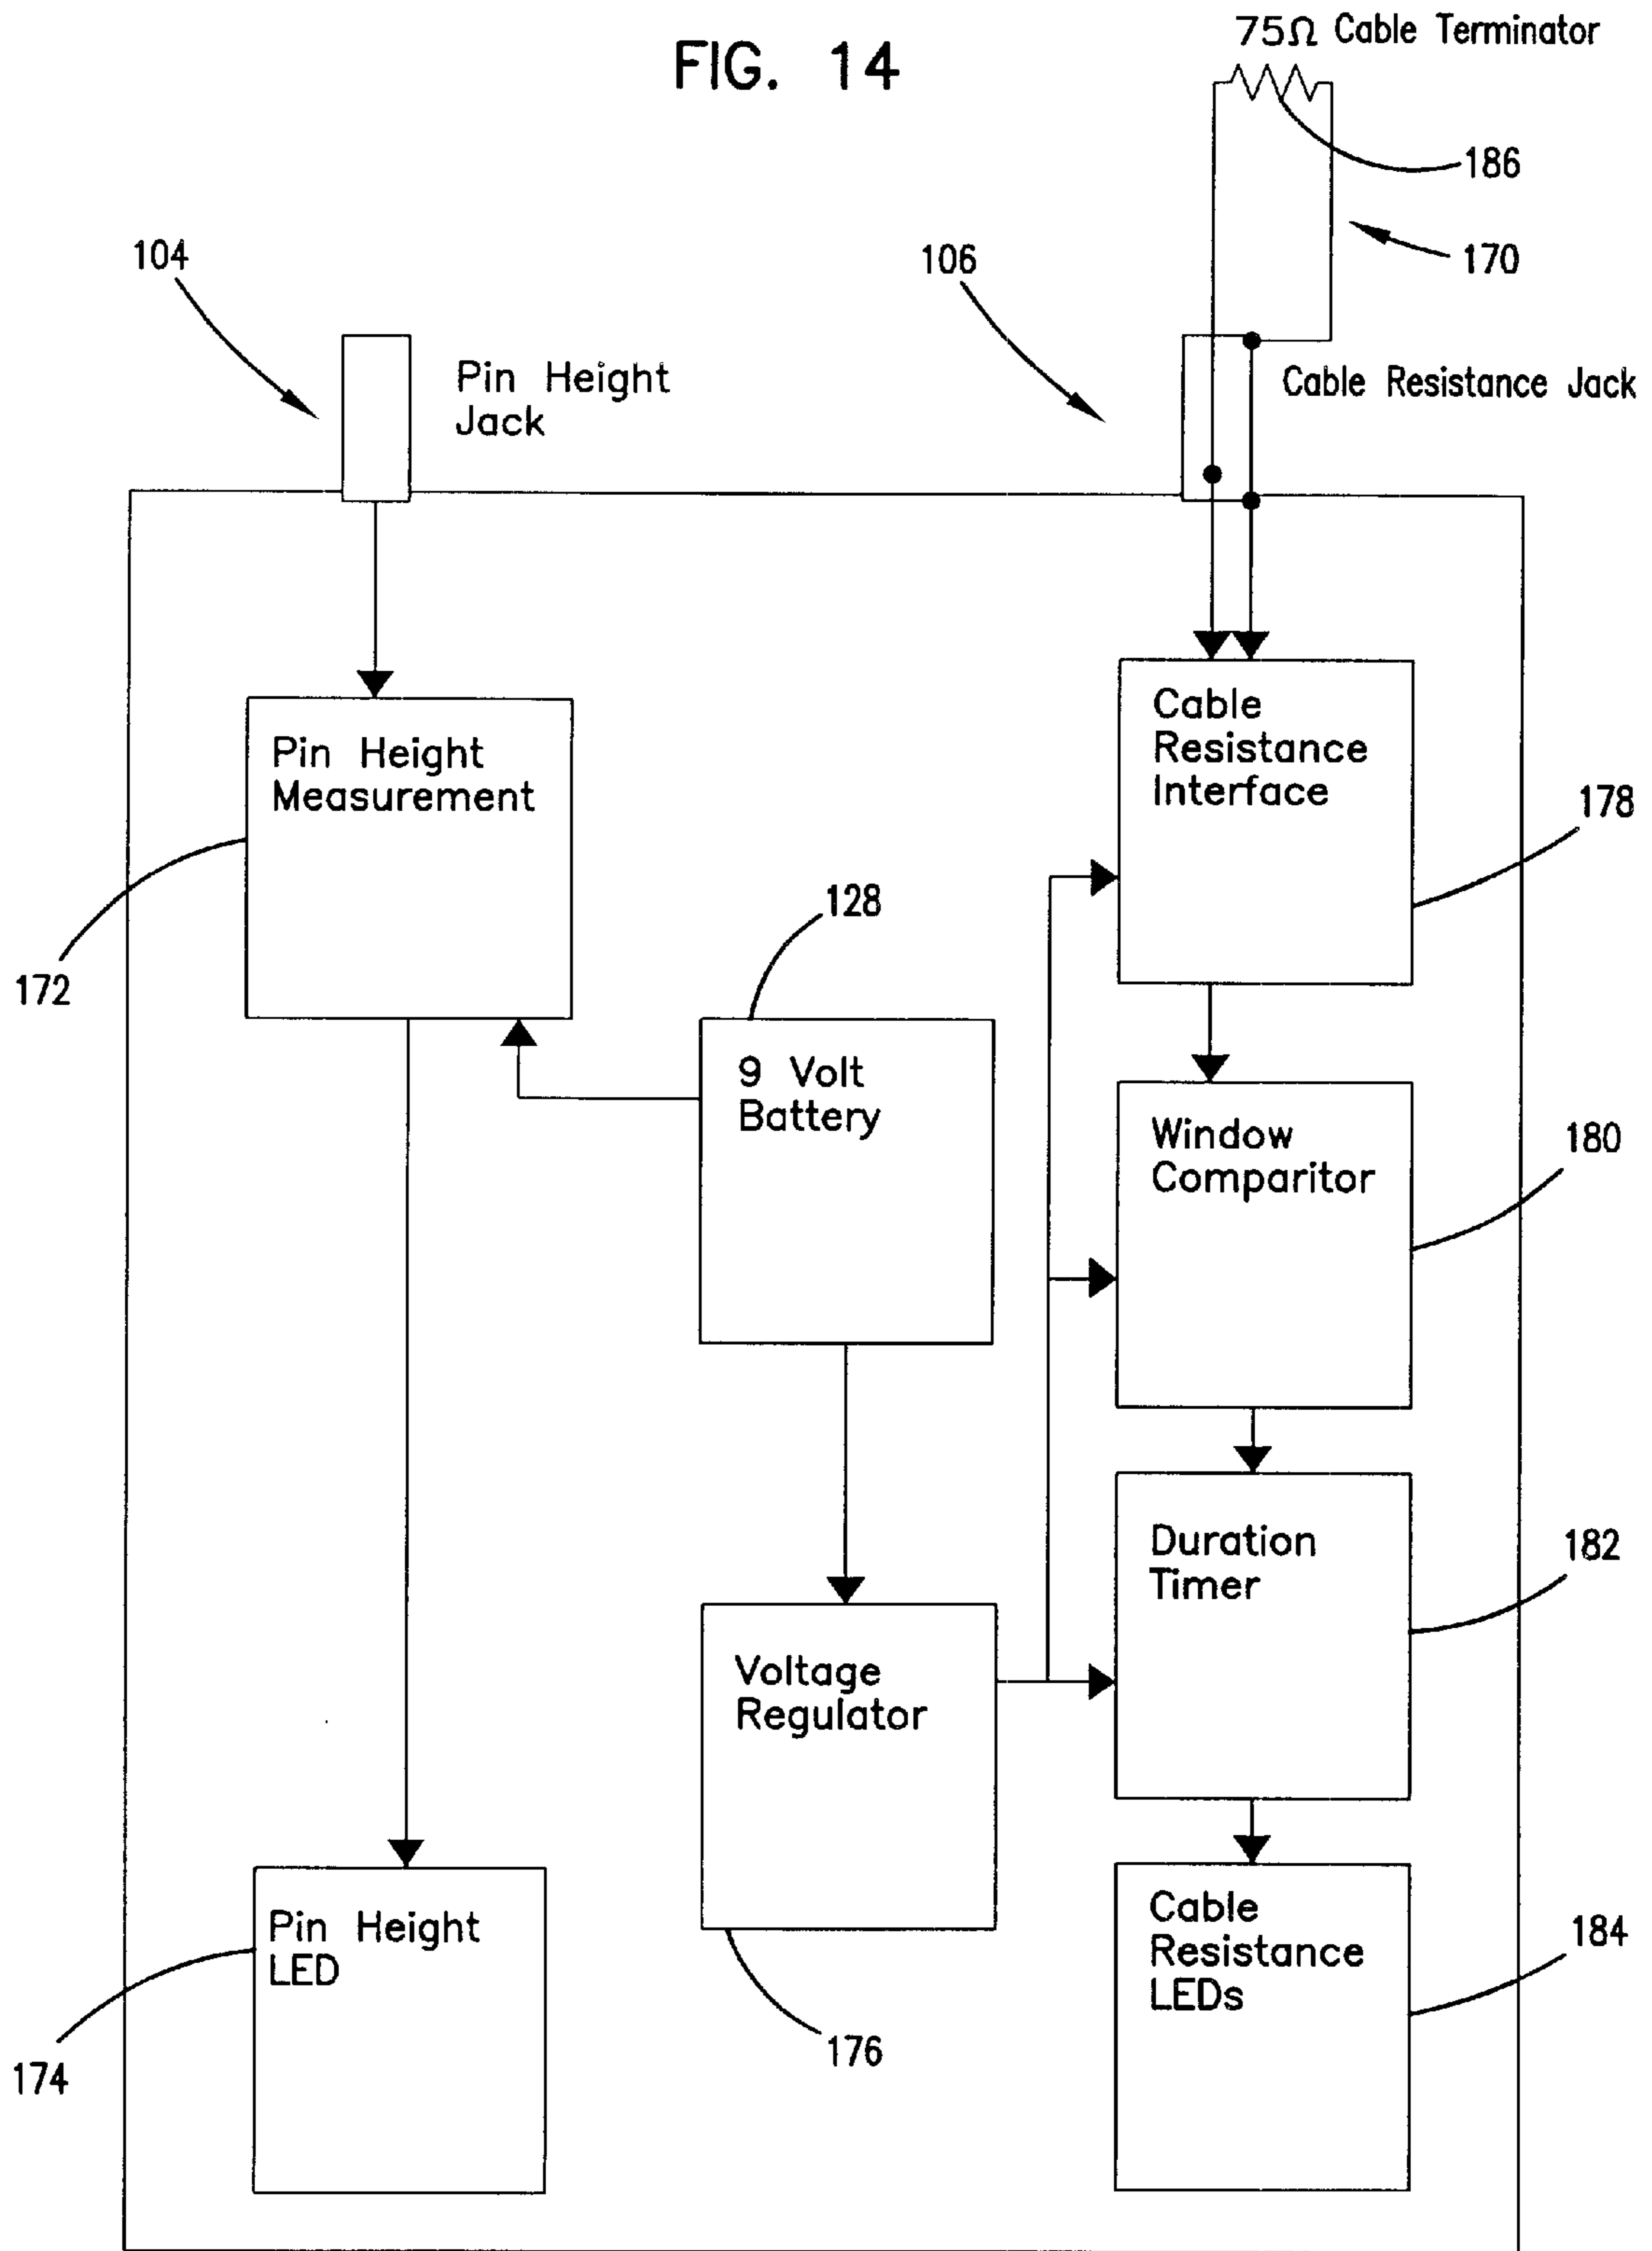 FIG. 14
75Ω Cable Terminator
186
104
106
170
Pin Height
Jack
Cable Resistance Jack
Cable
Resistance
Interface
Pin Height
Measurement
178
128
172
9 Volt
Battery
Window
Comparitor
180
Duration
Timer
182
Voltage
Regulator
Cable
Resistance
LEDs
Pin Height
LED
184
176
174